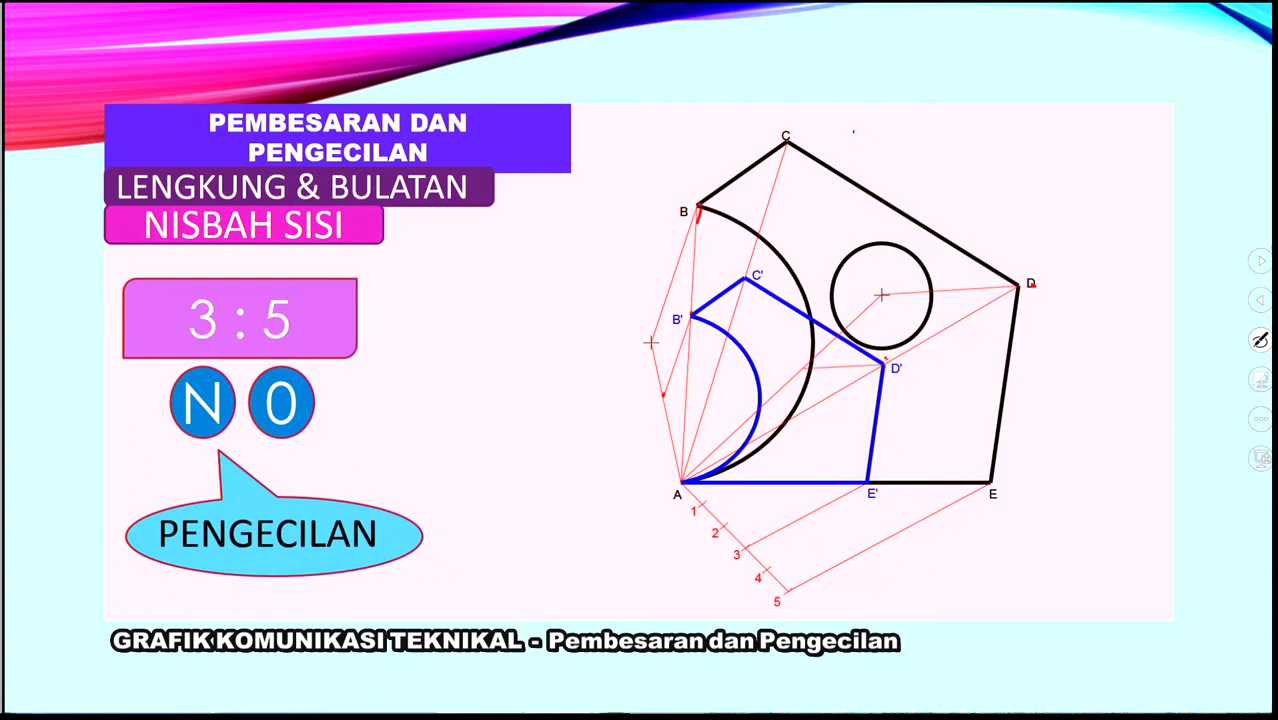 PEMBESARAN DAN
PENGECILAN
LENGKUNG & BULATAN
NISBAH SISI
3 : 5
N O
PENGECILAN
C
B
C'
D
B'
D'
A
E'
E
1
2
3
4
5
GRAFIK KOMUNIKASI TEKNIKAL - Pembesaran dan Pengecilan